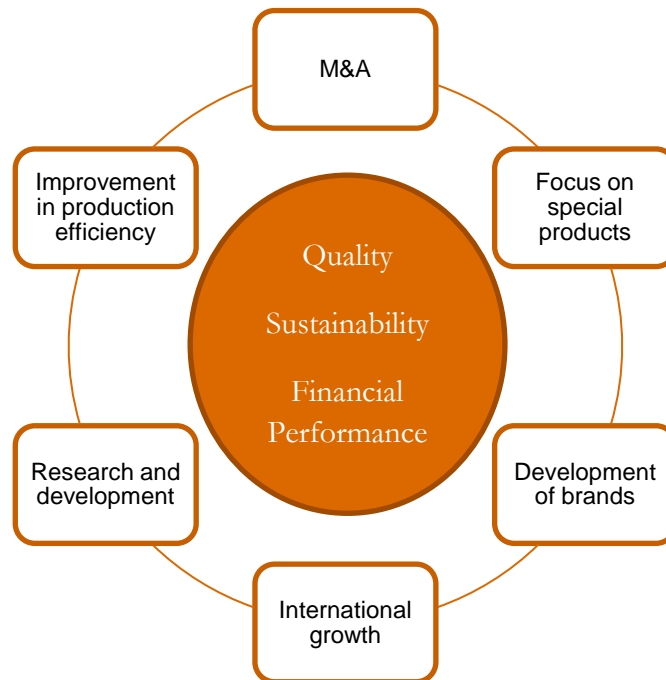 M&A
Improvement
in production
efficiency
Focus on
special
products
Quality
Sustainability
Financial
Performance
Research and
development
Development
of brands
International
growth